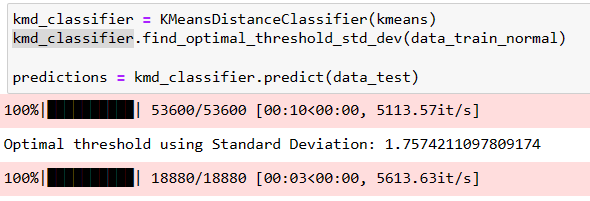 kmd_classifier = KMeansDistanceClassifier(kmeans)
kmd_classifier.find_optimal_threshold_std_dev(data_train_normal)
predictions = kmd_classifier.predict(data_test)
100%|██████████| 53600/53600 [00:10<00:00, 5113.57it/s]
Optimal threshold using Standard Deviation: 1.7574211097809174
100%|██████████| 18880/18880 [00:03<00:00, 5613.63it/s]